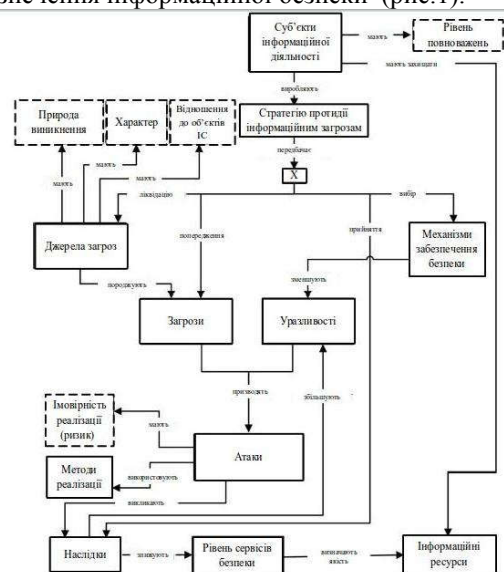 інформаційної безпеки (рис.1).
Суб’єкти
інформаційної
діяльності
мають
Рівень
повноважень
мають захищати
виробляють
Природа
виникнення
Характер
Відношення
до об’єктів
ІС
Стратегію протидії
інформаційним загрозам
передбачає
X
мають
мають
мають
ліквідацію
вибір
попередження
прийняття
Джерела загроз
Механізми
забезпечення
безпеки
породжують
зменшують
Загрози
Уразливості
призводять
збільшують
Імовірність
реалізації
(ризик)
мають
Атаки
Методи
реалізації
використовують
викликають
Наслідки
знижують
Рівень сервісів
безпеки
визначають
якість
Інформаційні
ресурси